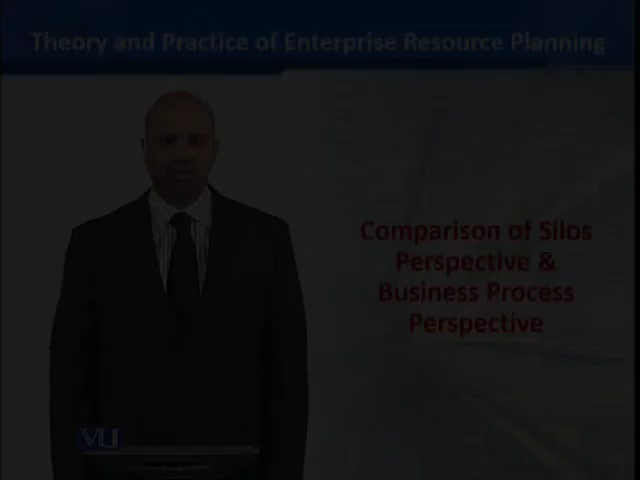 Theory and Practice of Enterprise Resource Planning
Comparison of Silos
Perspective &
Business Process
Perspective
VU